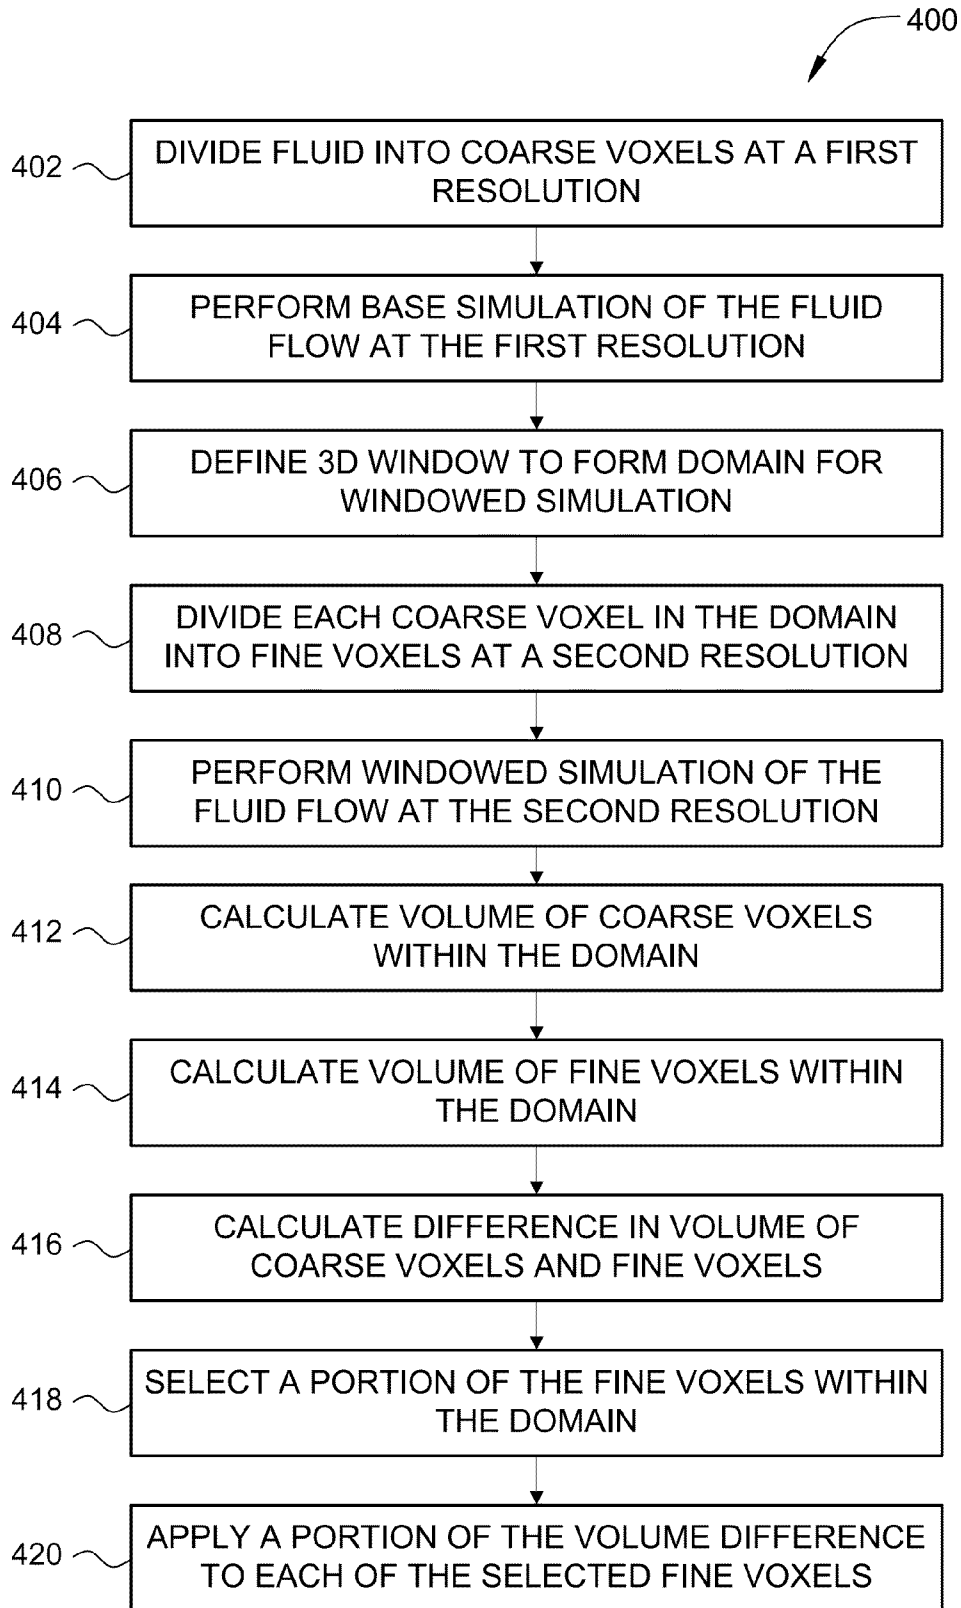 400
402
DIVIDE FLUID INTO COARSE VOXELS AT A FIRST
RESOLUTION
404
PERFORM BASE SIMULATION OF THE FLUID
FLOW AT THE FIRST RESOLUTION
406
DEFINE 3D WINDOW TO FORM DOMAIN FOR
WINDOWED SIMULATION
408
DIVIDE EACH COARSE VOXEL IN THE DOMAIN
INTO FINE VOXELS AT A SECOND RESOLUTION
410
PERFORM WINDOWED SIMULATION OF THE
FLUID FLOW AT THE SECOND RESOLUTION
412
CALCULATE VOLUME OF COARSE VOXELS
WITHIN THE DOMAIN
414
CALCULATE VOLUME OF FINE VOXELS WITHIN
THE DOMAIN
416
CALCULATE DIFFERENCE IN VOLUME OF
COARSE VOXELS AND FINE VOXELS
418
SELECT A PORTION OF THE FINE VOXELS WITHIN
THE DOMAIN
420
APPLY A PORTION OF THE VOLUME DIFFERENCE
TO EACH OF THE SELECTED FINE VOXELS